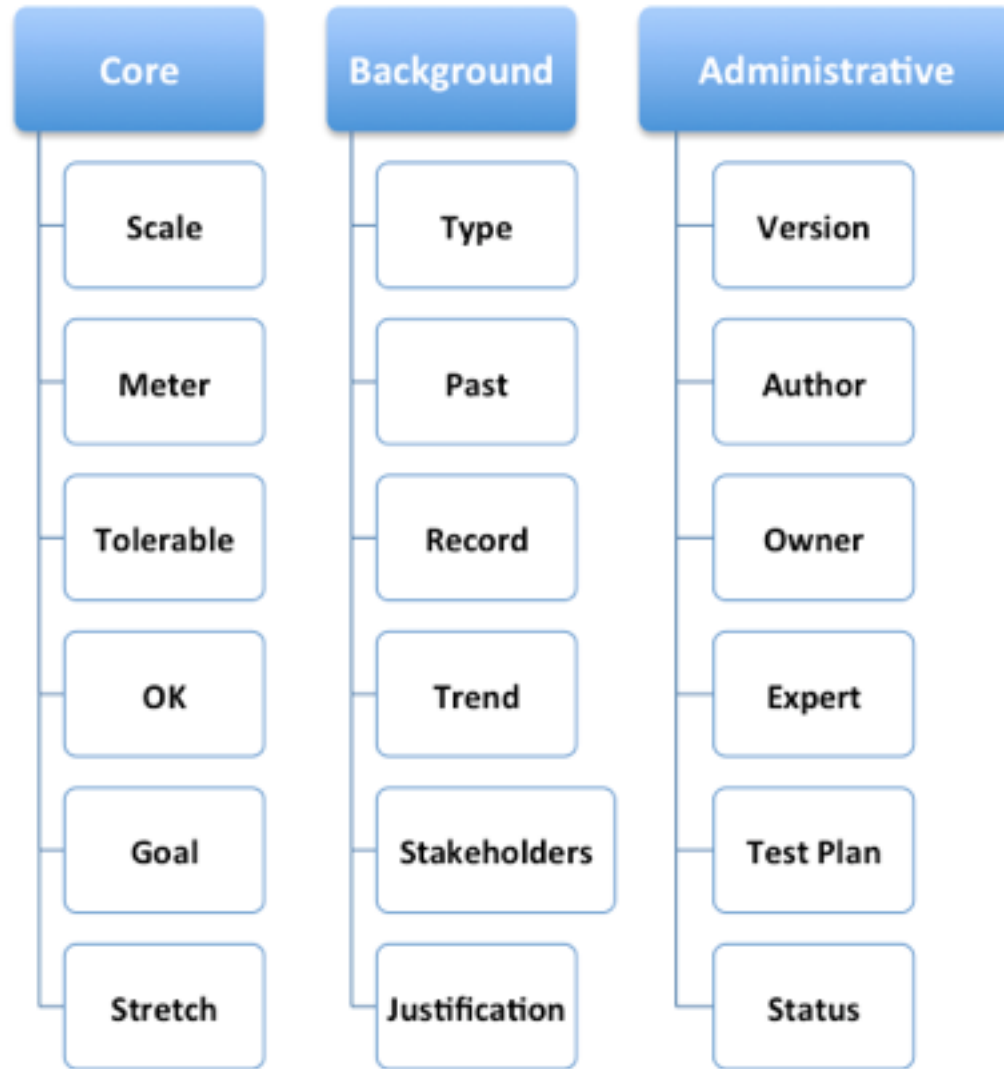 Core
Scale
Meter
Tolerable
OK
Goal
Stretch
Background
Type
Past
Record
Trend
Stakeholders
Justification
Administrative
Version
Author
Owner
Expert
Test Plan
Status